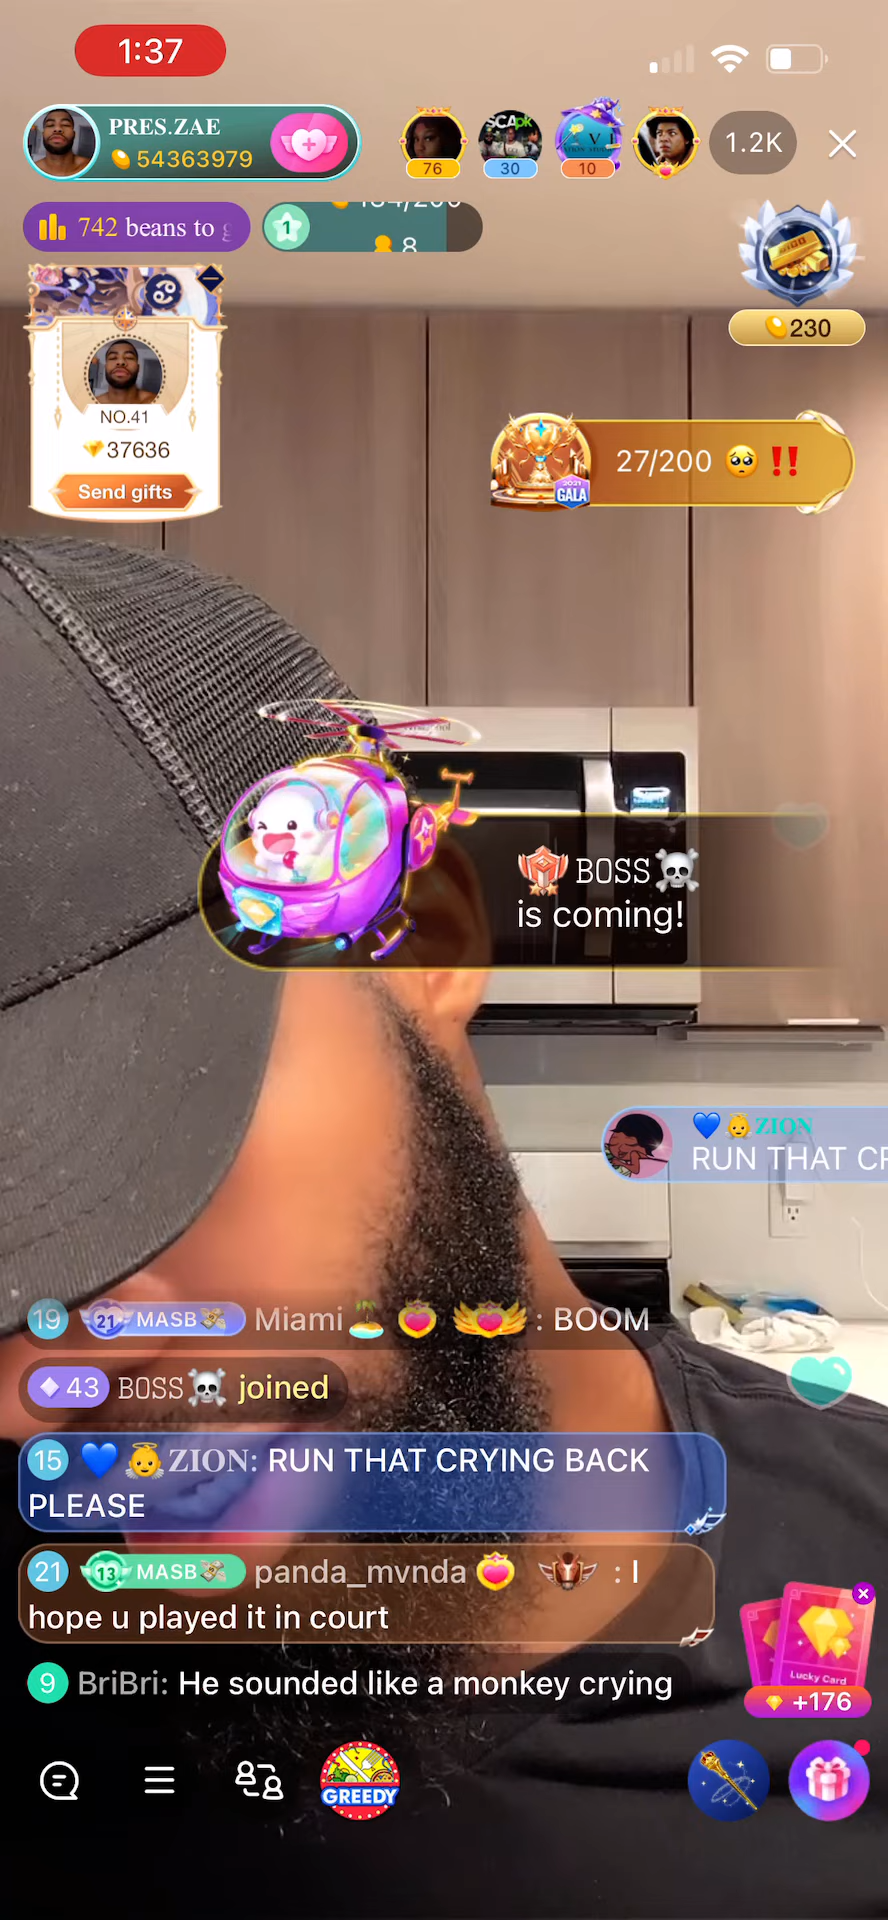 1:37
PRES.ZAE
54363979
76
30
10
1.2K
742 beans to
1
8
230
NO.41
37636
Send gifts
27/200 🥺 ‼️
2021
GALA
BOSS☠️
is coming!
💙👼ZION
RUN THAT
19 21 MASB💸 Miami🏝️ : BOOM
43 BOSS☠️ joined
15 💙👼ZION: RUN THAT CRYING BACK
PLEASE
21 13 MASB💸 panda_mvnda : I
hope u played it in court
9 BriBri: He sounded like a monkey crying
Lucky Card
+176
GREEDY